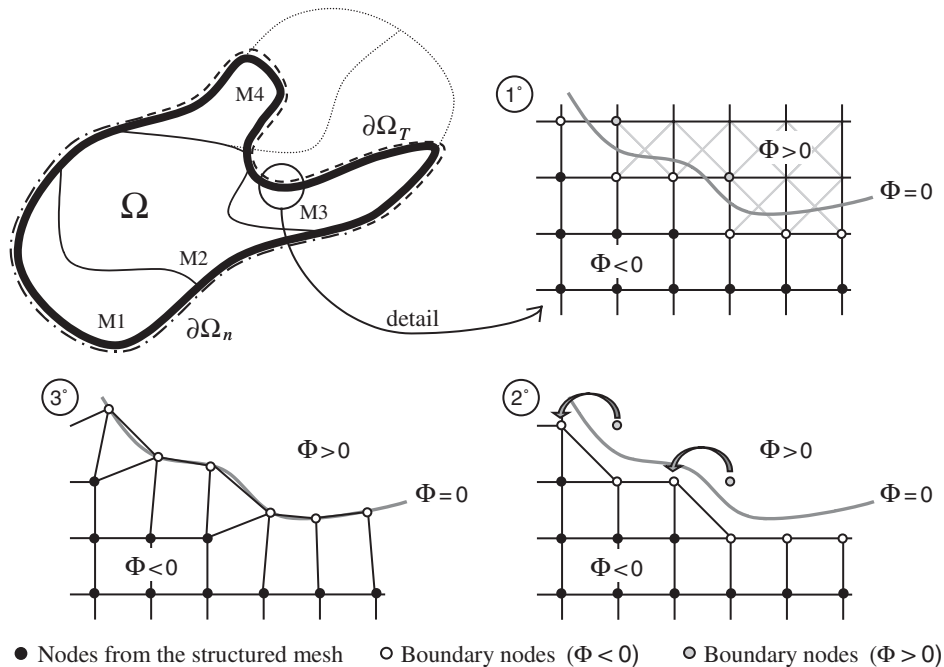 M4
∂Ω_T
Ω
M3
M2
M1
∂Ω_n
detail
1°
Φ>0
Φ=0
Φ<0
3°
Φ>0
Φ=0
Φ<0
2°
Φ>0
Φ=0
Φ<0
Nodes from the structured mesh
Boundary nodes (Φ<0)
Boundary nodes (Φ>0)